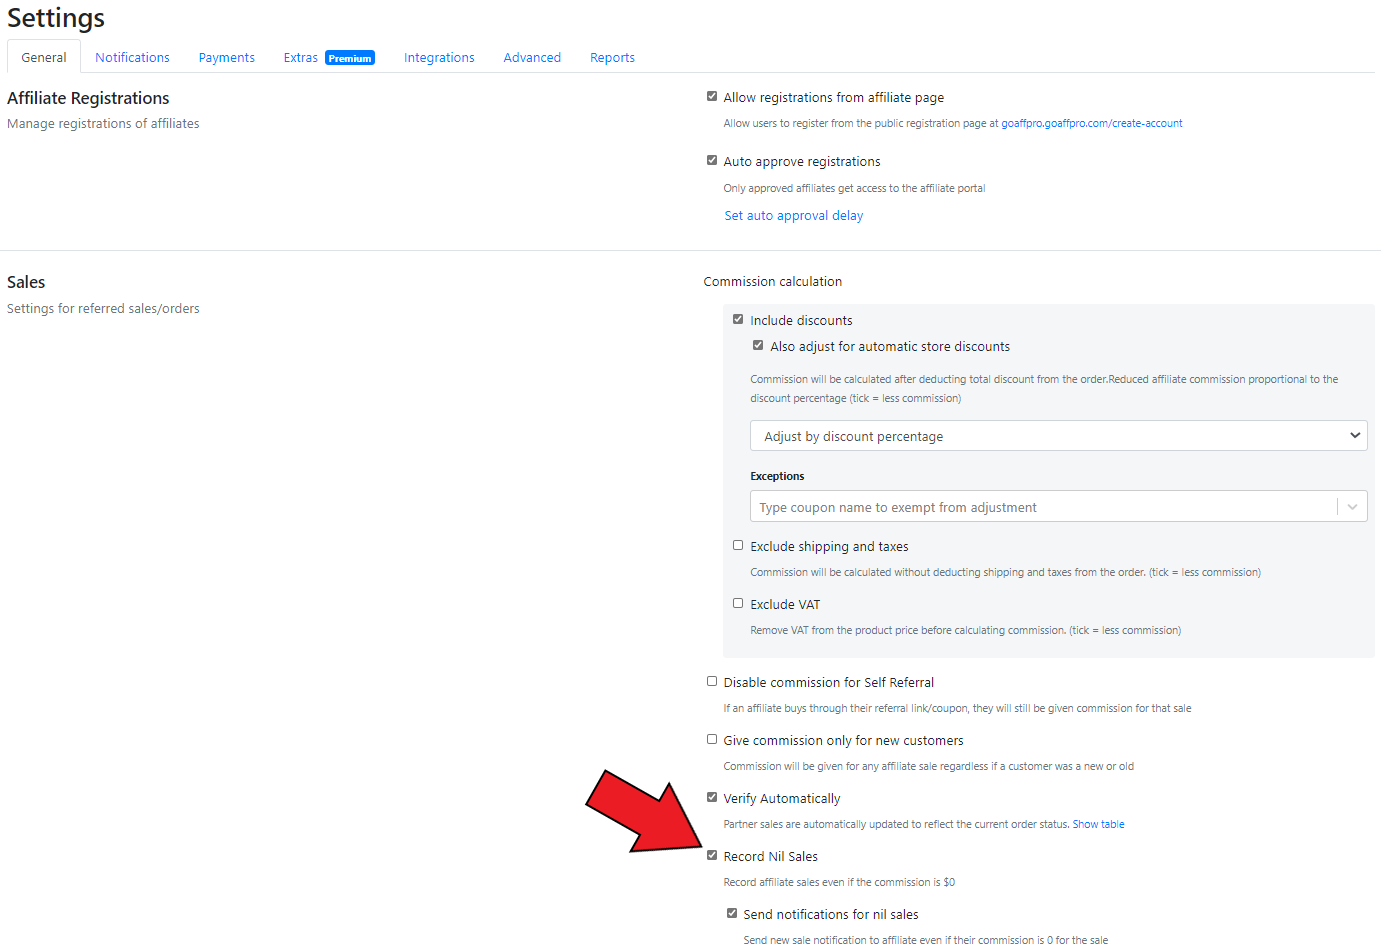 Settings
General Notifications Payments Extras Premium Integrations Advanced Reports
Affiliate Registrations
Manage registrations of affiliates
Allow registrations from affiliate page
Allow users to register from the public registration page at goaffpro.goaffpro.com/create-account
Auto approve registrations
Only approved affiliates get access to the affiliate portal
Set auto approval delay
Sales
Settings for referred sales/orders
Commission calculation
Include discounts
Also adjust for automatic store discounts
Commission will be calculated after deducting total discount from the order.Reduced affiliate commission proportional to the
discount percentage (tick = less commission)
Adjust by discount percentage
Exceptions
Type coupon name to exempt from adjustment
Exclude shipping and taxes
Commission will be calculated without deducting shipping and taxes from the order. (tick = less commission)
Exclude VAT
Remove VAT from the product price before calculating commission. (tick = less commission)
Disable commission for Self Referral
If an affiliate buys through their referral link/coupon, they will still be given commission for that sale
Give commission only for new customers
Commission will be given for any affiliate sale regardless if a customer was a new or old
Verify Automatically
Partner sales are automatically updated to reflect the current order status. Show table
Record Nil Sales
Record affiliate sales even if the commission is $0
Send notifications for nil sales
Send new sale notification to affiliate even if their commission is 0 for the sale